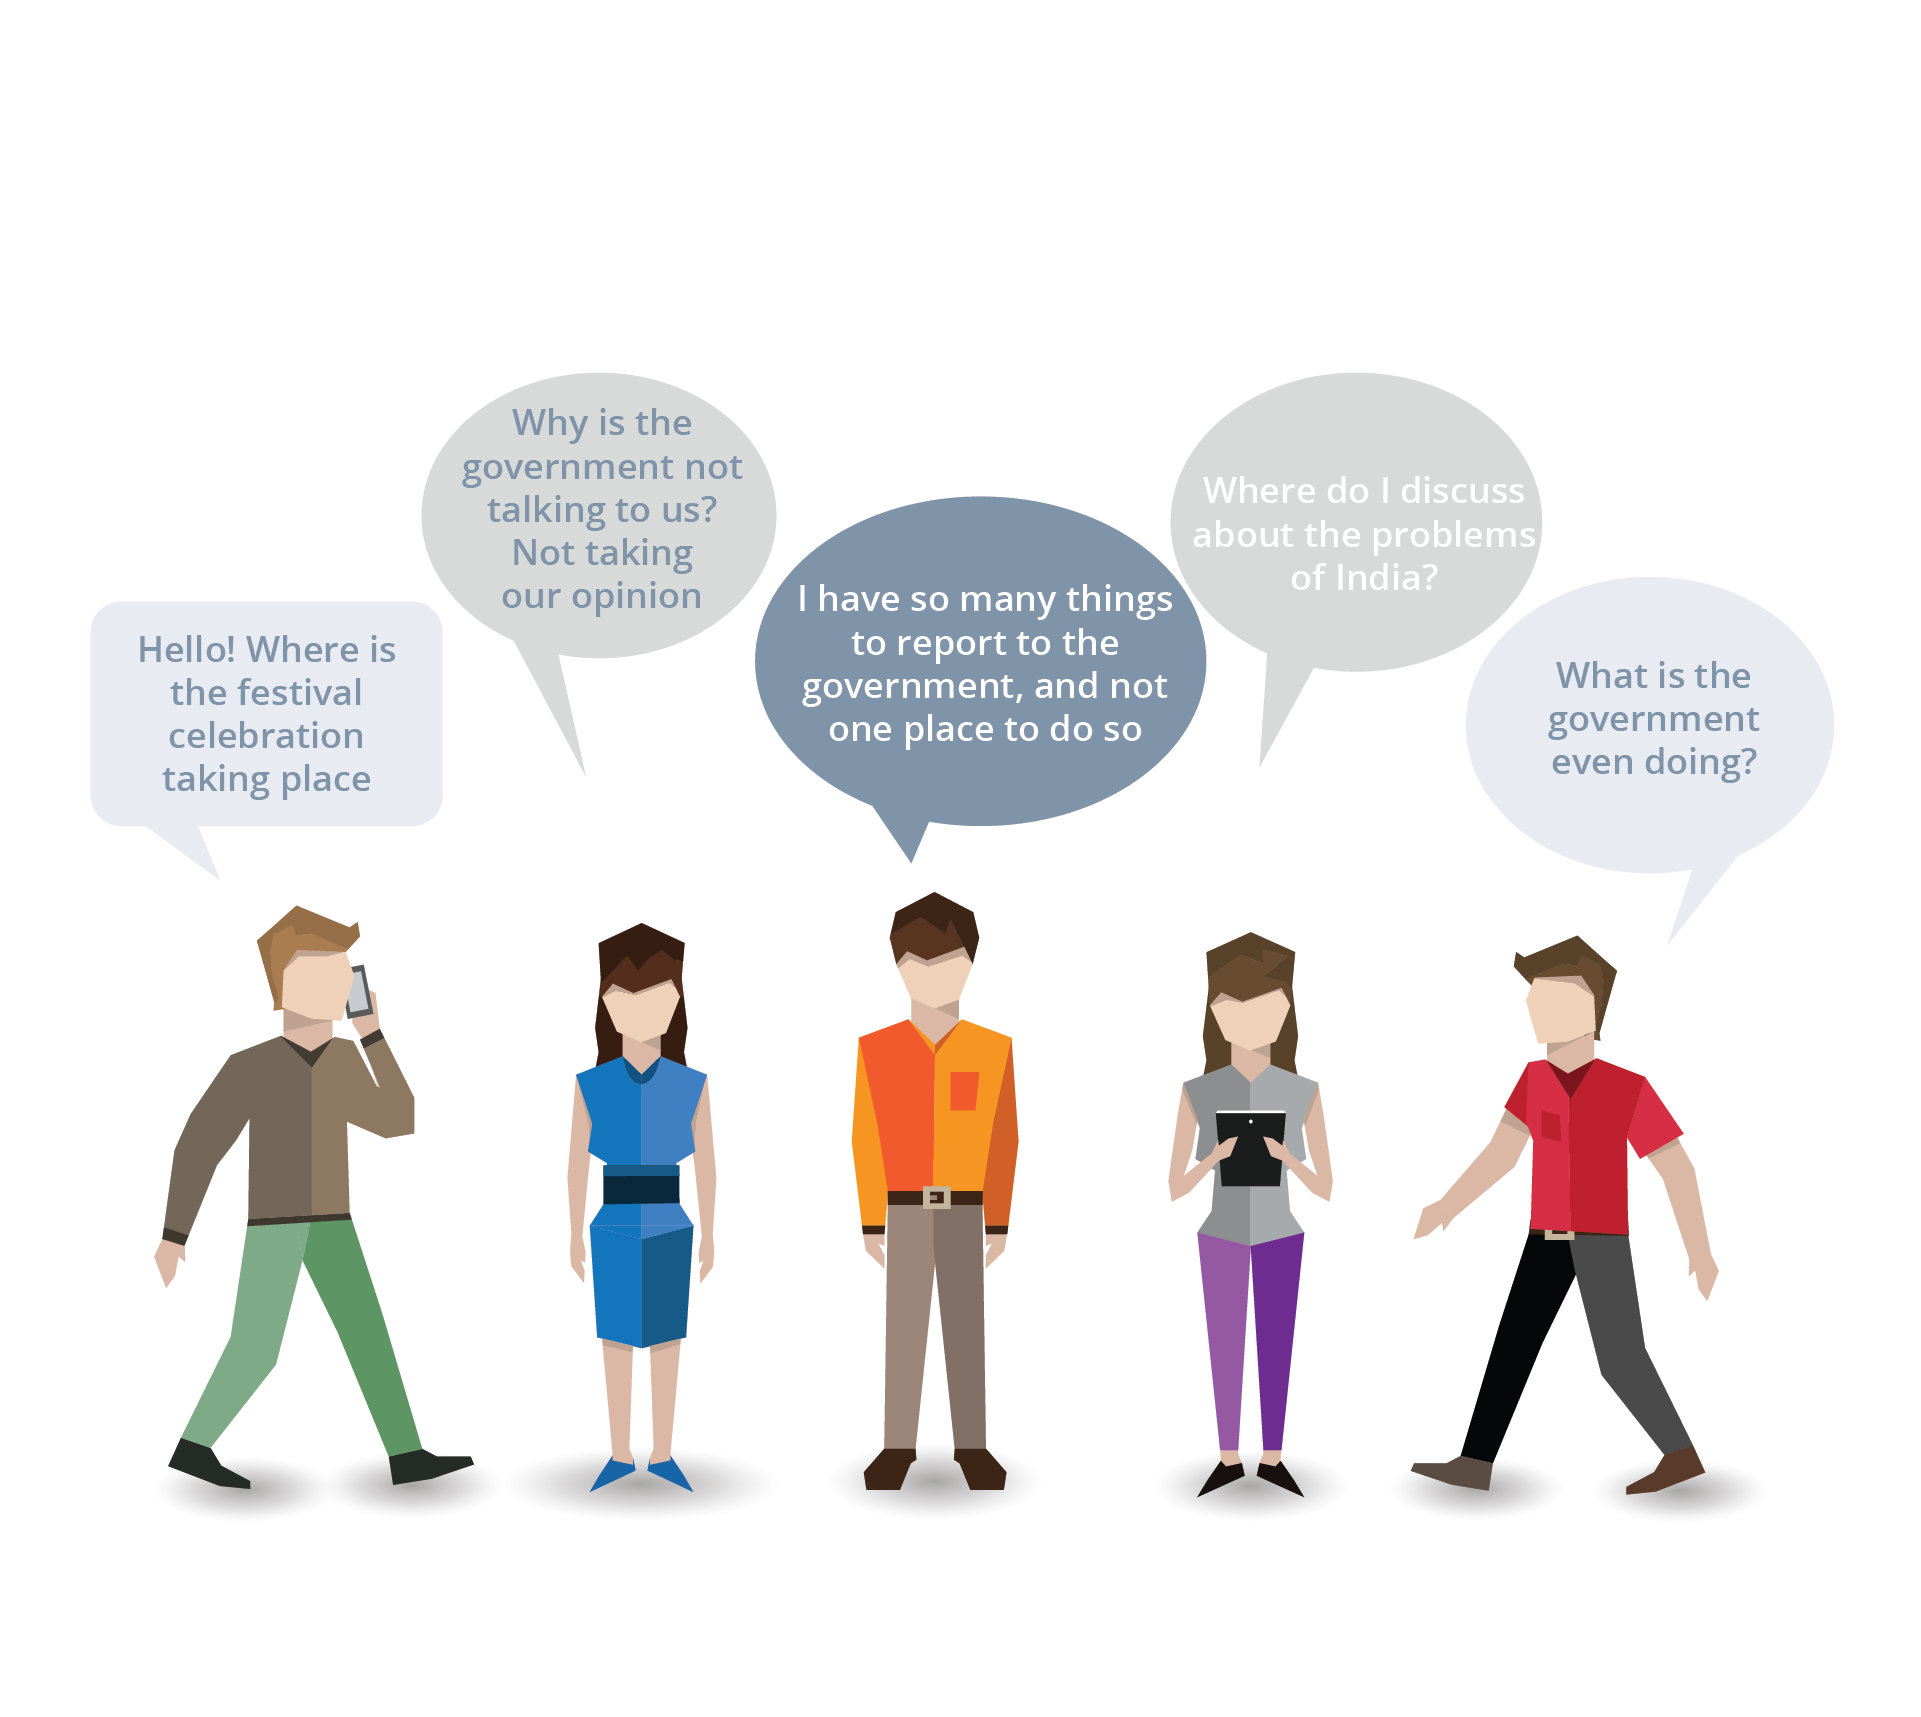 Hello! Where is
the festival
celebration
taking place
Why is the
government not
talking to us?
Not taking
our opinion
I have so many things
to report to the
government, and not
one place to do so
Where do I discuss
about the problems
of India?
What is the
government
even doing?